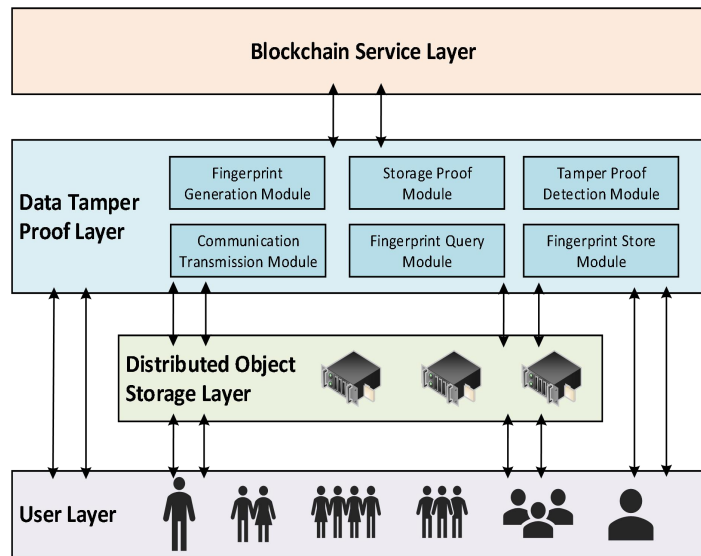 Blockchain Service Layer
Data Tamper
Proof Layer
Fingerprint
Generation Module
Storage Proof
Module
Tamper Proof
Detection Module
Communication
Transmission Module
Fingerprint Query
Module
Fingerprint Store
Module
Distributed Object
Storage Layer
User Layer